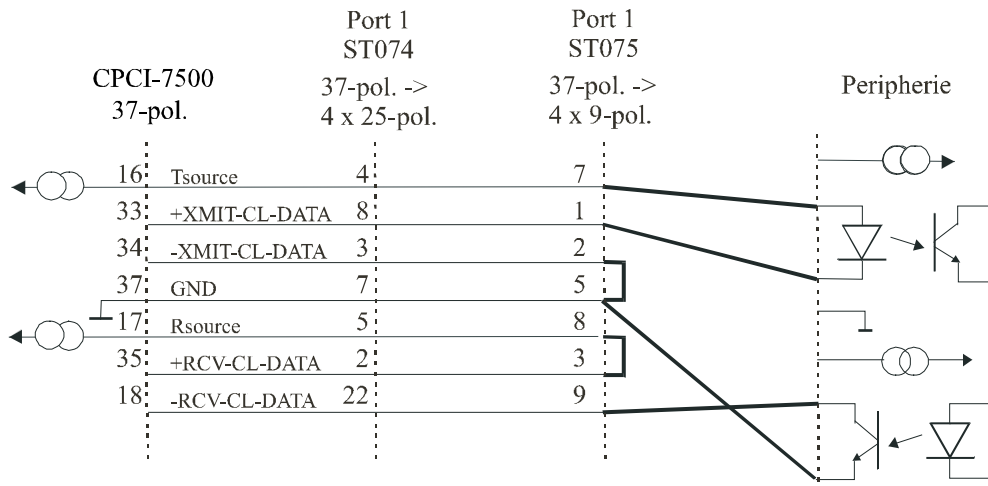 Port 1
ST074
37-pol. ->
4 x 25-pol.
Port 1
ST075
37-pol. ->
4 x 9-pol.
CPCI-7500
37-pol.
Peripherie
16 Tsource 4 7
33 +XMIT-CL-DATA 8 1
34 -XMIT-CL-DATA 3 2
37 GND 7 5
17 Rsource 5 8
35 +RCV-CL-DATA 2 3
18 -RCV-CL-DATA 22 9